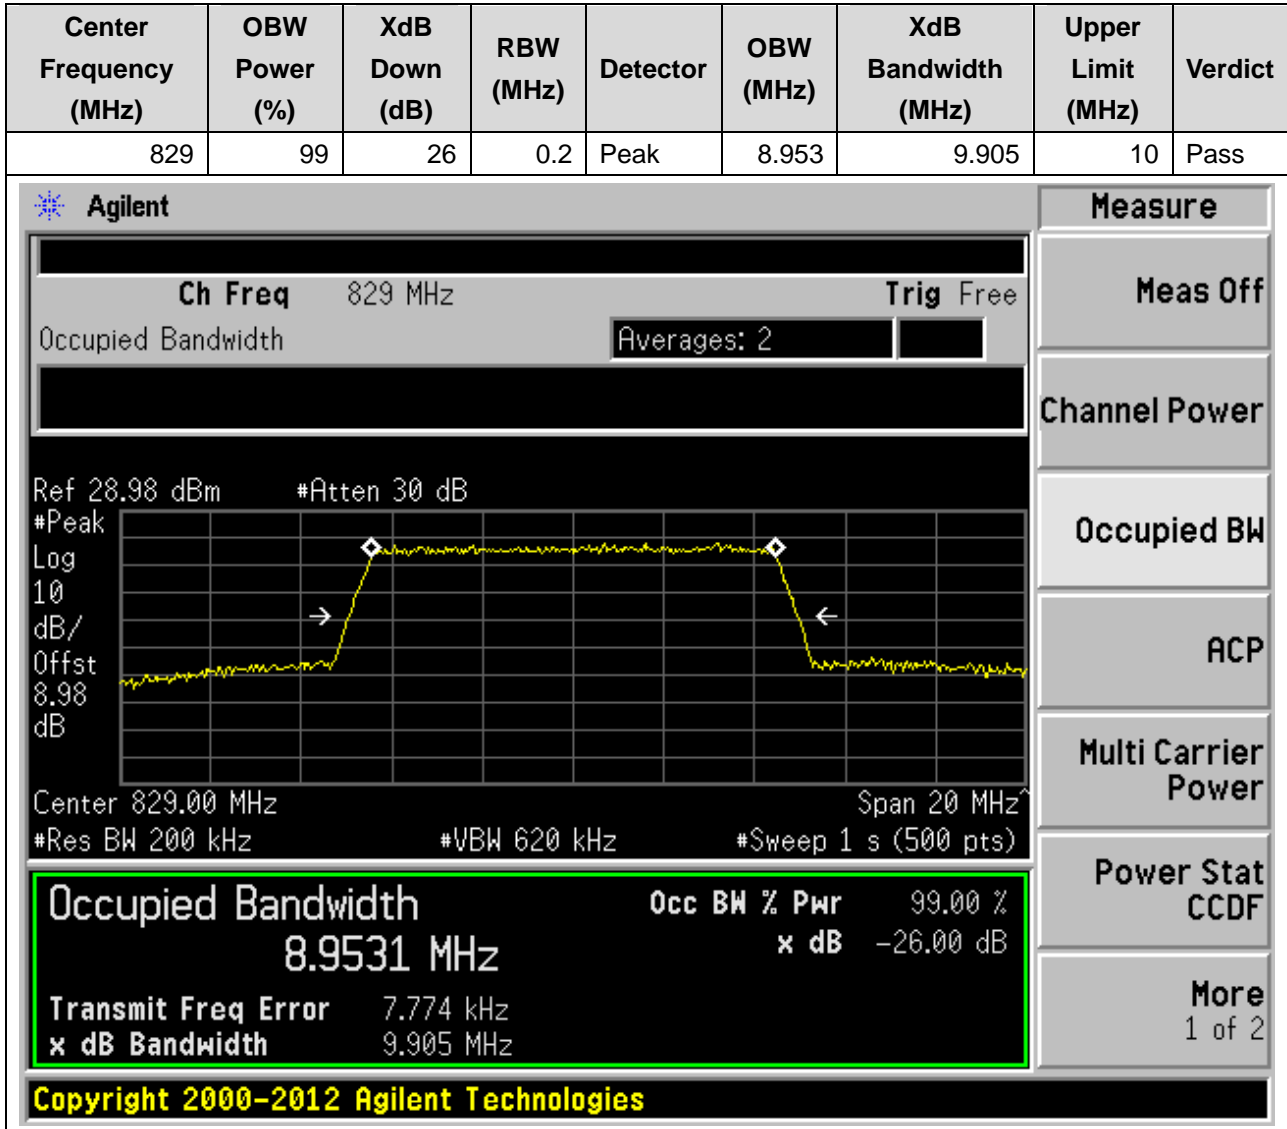 Center Frequency (MHz) OBW Power (%) XdB Down (dB) RBW (MHz) Detector OBW (MHz) XdB Bandwidth (MHz) Upper Limit (MHz) Verdict
829 99 26 0.2 Peak 8.953 9.905 10 Pass
Agilent
Measure
Ch Freq 829 MHz Trig Free
Meas Off
Occupied Bandwidth Averages: 2
Channel Power
Ref 28.98 dBm #Atten 30 dB
#Peak
Log
10
dB/
Offst
8.98
dB
Occupied BW
ACP
Multi Carrier
Power
Center 829.00 MHz Span 20 MHz^
#Res BW 200 kHz #VBW 620 kHz #Sweep 1 s (500 pts)
Power Stat
CCDF
Occupied Bandwidth Occ BW % Pwr 99.00 %
8.9531 MHz x dB -26.00 dB
Transmit Freq Error 7.774 kHz
x dB Bandwidth 9.905 MHz
More
1 of 2
Copyright 2000-2012 Agilent Technologies